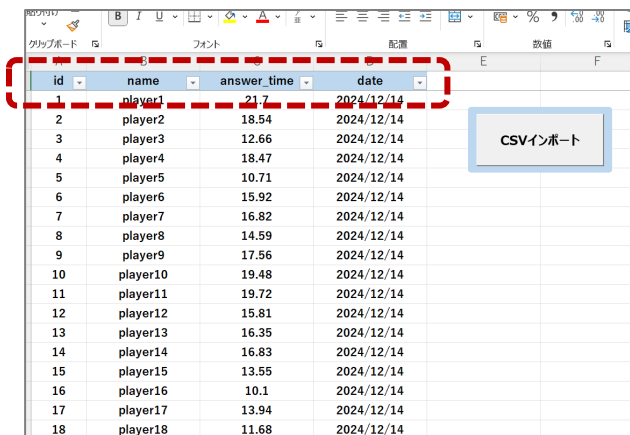 貼り付け
B I U A
クリップボード フォント 配置 数値
A B C D E F
id name answer_time date
1 player1 21.7 2024/12/14
2 player2 18.54 2024/12/14
CSVインポート
3 player3 12.66 2024/12/14
4 player4 18.47 2024/12/14
5 player5 10.71 2024/12/14
6 player6 15.92 2024/12/14
7 player7 16.82 2024/12/14
8 player8 14.59 2024/12/14
9 player9 17.56 2024/12/14
10 player10 19.48 2024/12/14
11 player11 19.72 2024/12/14
12 player12 15.81 2024/12/14
13 player13 16.35 2024/12/14
14 player14 16.83 2024/12/14
15 player15 13.55 2024/12/14
16 player16 10.1 2024/12/14
17 player17 13.94 2024/12/14
18 player18 11.68 2024/12/14